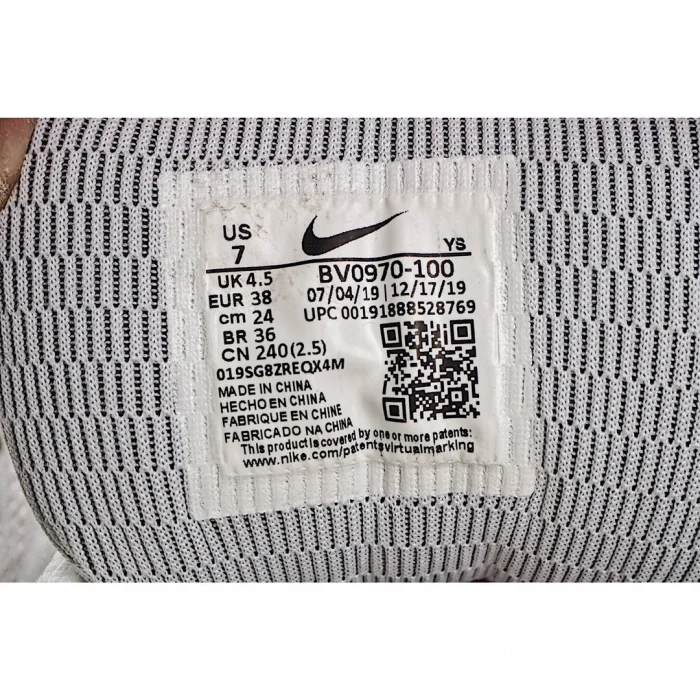 US
7
YS
UK 4.5
EUR 38
cm 24
BR 36
CN 240(2.5)
BV0970-100
07/04/19 | 12/17/19
UPC 00191888528769
019SG8ZREQX4M
MADE IN CHINA
HECHO EN CHINA
FABRIQUE EN CHINE
FABRICADO NA CHINA
This product is covered by one or more patents:
www.nike.com/patentsvirtualmarking